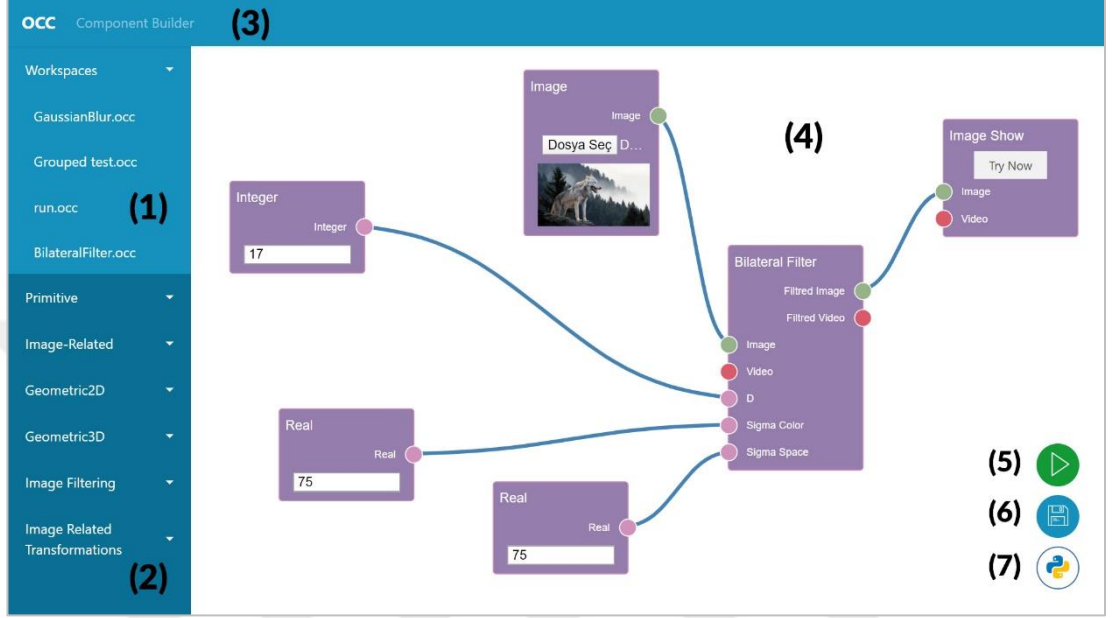 OCC Component Builder (3)
Workspaces
GaussianBlur.occ
Grouped test.occ
run.occ (1)
BilateralFilter.occ
Primitive
Image-Related
Geometric2D
Geometric3D
Image Filtering
Image Related
Transformations
(2)
Integer
Integer
17
Image
Image
Dosya Seç D...
(4)
Image Show
Try Now
Image
Video
Bilateral Filter
Filtred Image
Filtred Video
Image
Video
D
Sigma Color
Sigma Space
Real
Real
75
Real
Real
75
(5)
(6)
(7)